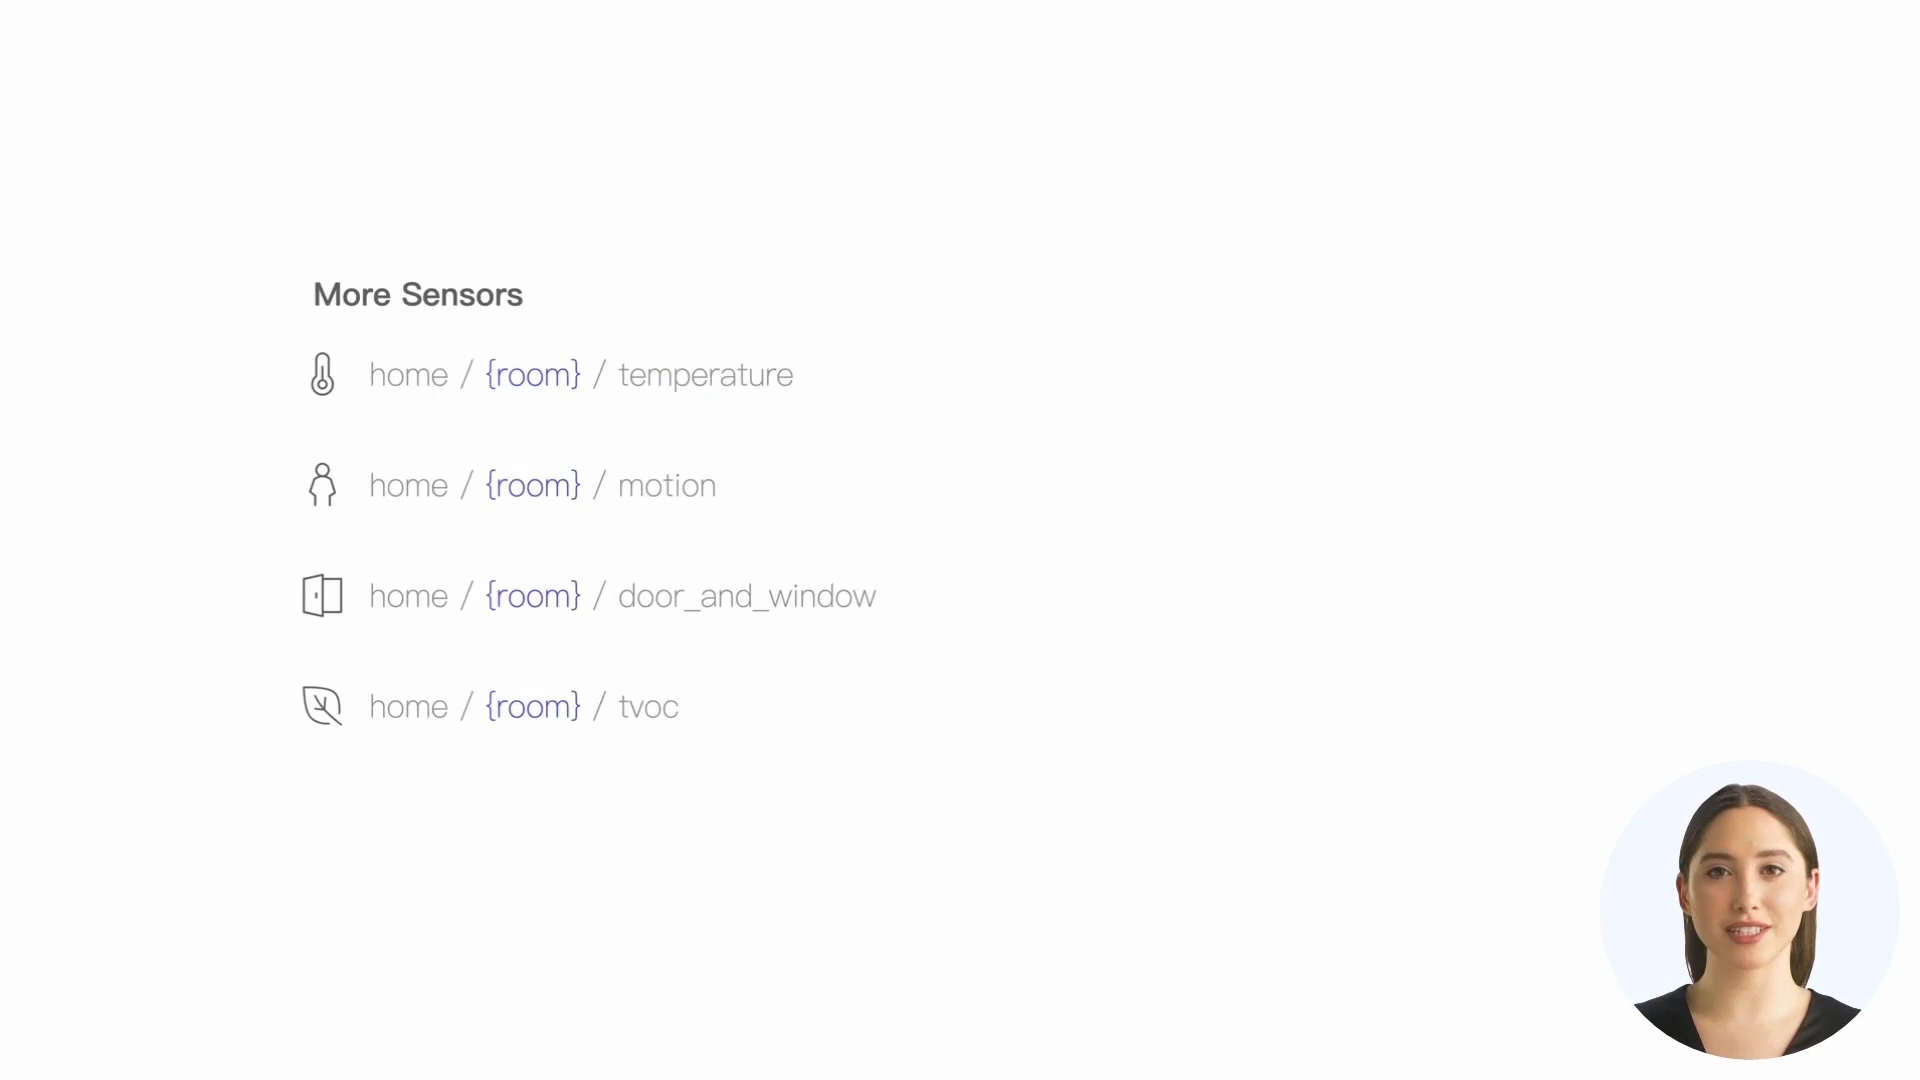 More Sensors
home / {room} / temperature
home / {room} / motion
home / {room} / door_and_window
home / {room} / tvoc